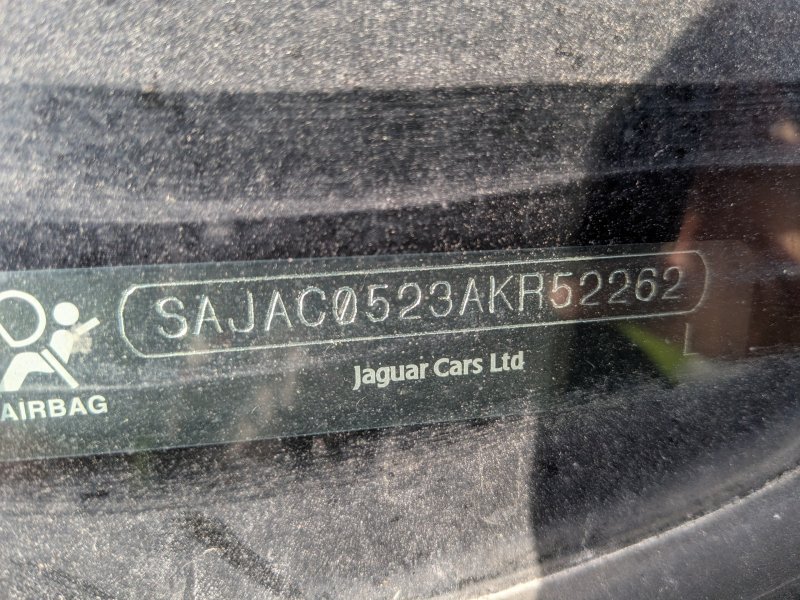 SAJAC0523AKR52262
L
Jaguar Cars Ltd
AIRBAG